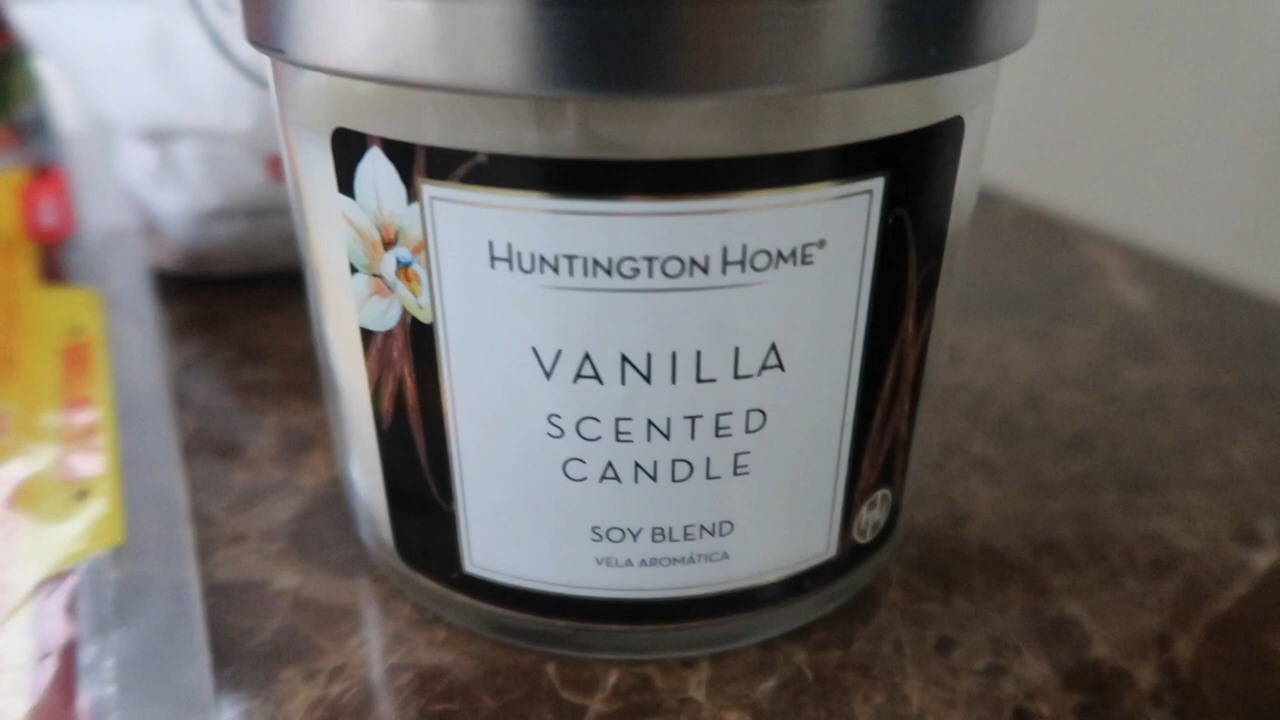 HUNTINGTON HOME®
VANILLA
SCENTED
CANDLE
SOY BLEND
VELA AROMÁTICA